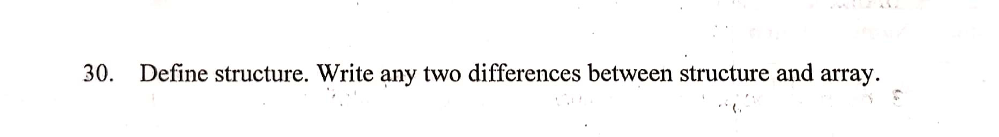 30. Define structure. Write any two differences between structure and array.